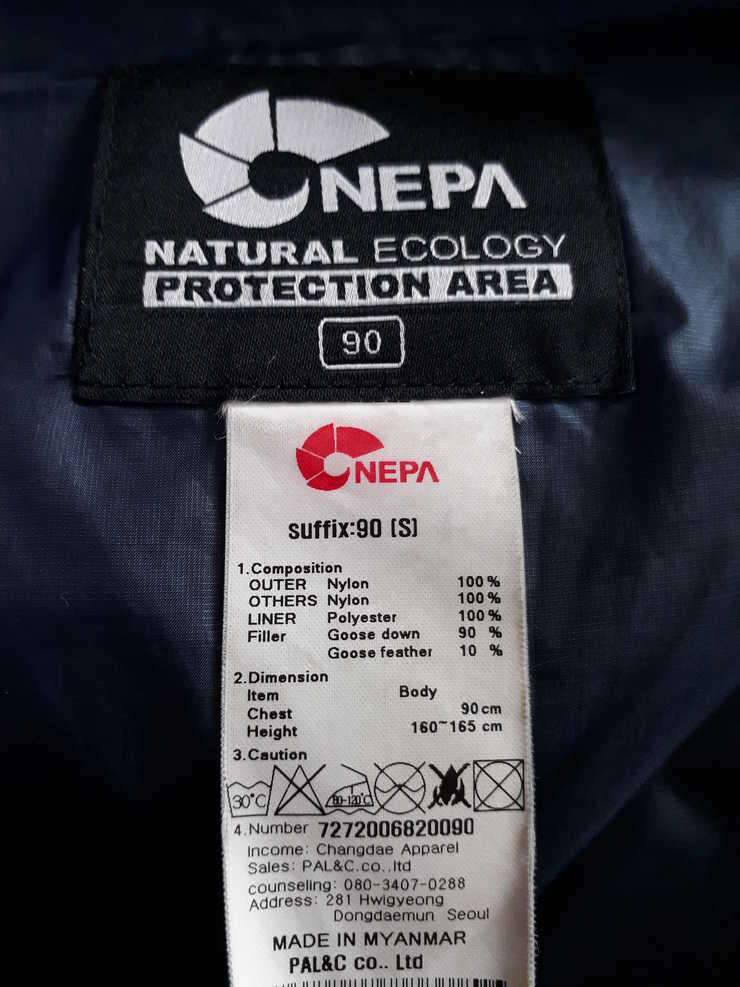 NEPA
NATURAL ECOLOGY
PROTECTION AREA
90
NEPA
suffix:90 (S)
1.Composition
OUTER Nylon 100 %
OTHERS Nylon 100 %
LINER Polyester 100 %
Filler Goose down 90 %
Goose feather 10 %
2.Dimension
Item Body
Chest 90 cm
Height 160~165 cm
3.Caution
30°C 80-120°C
4.Number 7272006820090
Income: Changdae Apparel
Sales: PAL&C.co.,ltd
counseling: 080-3407-0288
Address: 281 Hwigyeong
Dongdaemun Seoul
MADE IN MYANMAR
PAL&C co.. Ltd